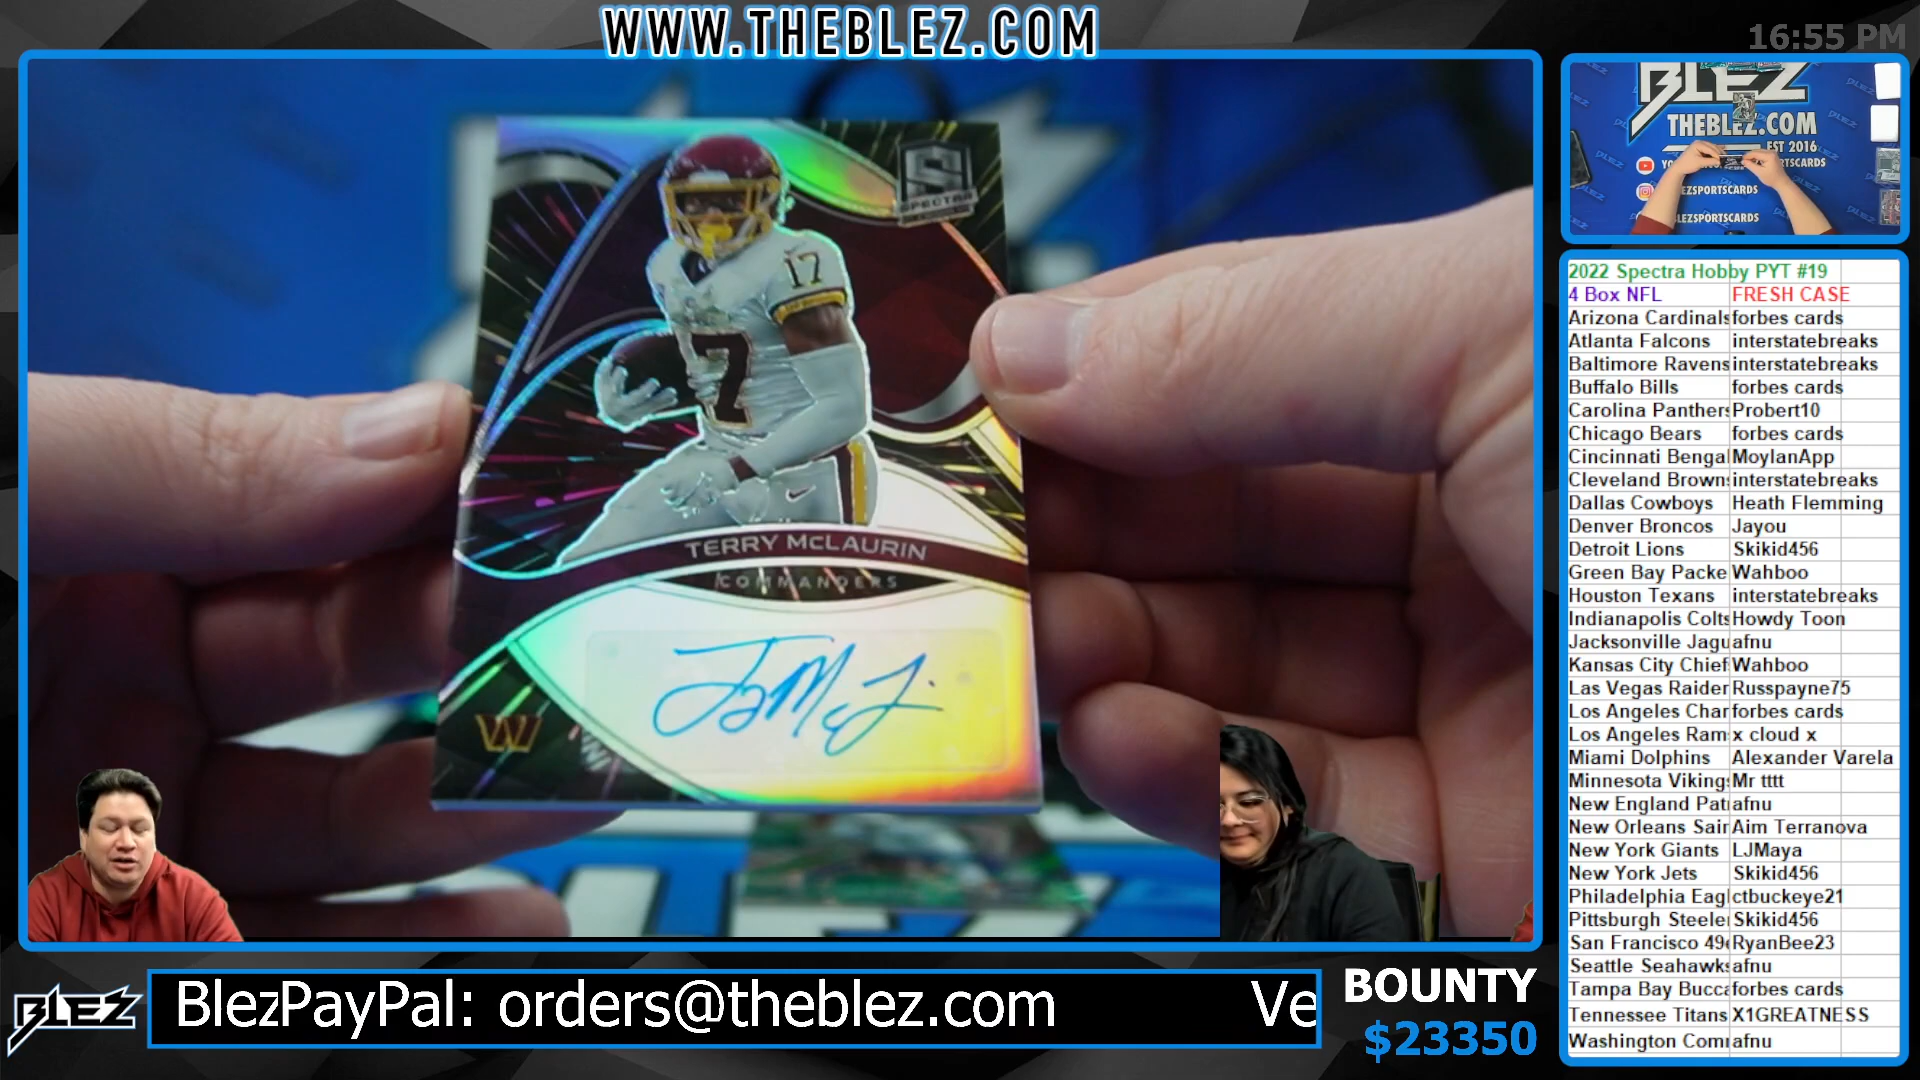 WWW.THEBLEZ.COM
16:55 PM
SPECTRA
17
7
TERRY McLAURIN
COMMANDERS
W
BLEZ
THEBLEZ.COM
EST 2016
EZSPORTSCARDS
LEZSPORTSCARDS
2022 Spectra Hobby PYT #19
4 Box NFL FRESH CASE
Arizona Cardinals forbes cards
Atlanta Falcons interstatebreaks
Baltimore Ravens interstatebreaks
Buffalo Bills forbes cards
Carolina Panthers Probert10
Chicago Bears forbes cards
Cincinnati Bengal MoylanApp
Cleveland Browns interstatebreaks
Dallas Cowboys Heath Flemming
Denver Broncos Jayou
Detroit Lions Skikid456
Green Bay Packe Wahboo
Houston Texans interstatebreaks
Indianapolis Colts Howdy Toon
Jacksonville Jagu afnu
Kansas City Chief Wahboo
Las Vegas Raider Russpayne75
Los Angeles Char forbes cards
Los Angeles Ram x cloud x
Miami Dolphins Alexander Varela
Minnesota Viking Mr tttt
New England Pat afnu
New Orleans Sain Aim Terranova
New York Giants LJMaya
New York Jets Skikid456
Philadelphia Eagl ctbuckeye21
Pittsburgh Steele Skikid456
San Francisco 49 RyanBee23
Seattle Seahawks afnu
Tampa Bay Bucca forbes cards
Tennessee Titans X1GREATNESS
Washington Com afnu
BLEZ
BlezPayPal: orders@theblez.com Ve
BOUNTY
$23350